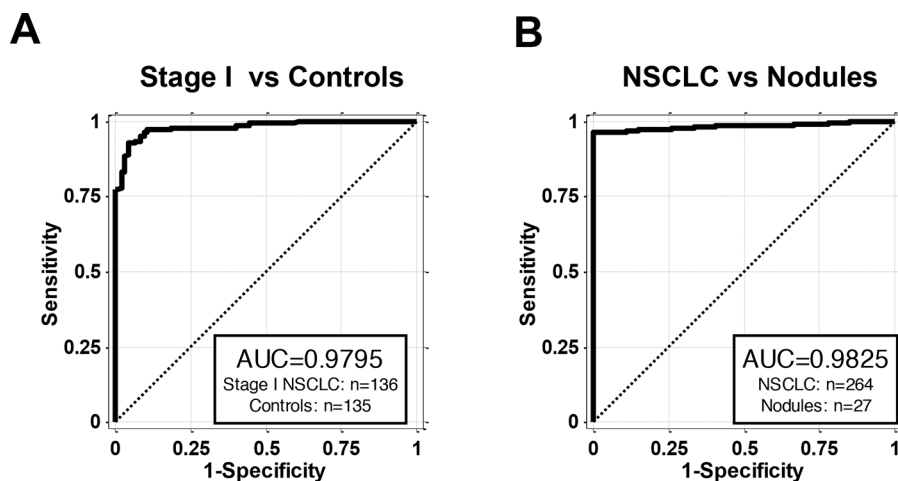 A
Stage I vs Controls
1
0.75
0.5
0.25
0
Sensitivity
AUC=0.9795
Stage I NSCLC: n=136
Controls: n=135
0 0.25 0.5 0.75 1
1-Specificity
B
NSCLC vs Nodules
1
0.75
0.5
0.25
0
Sensitivity
AUC=0.9825
NSCLC: n=264
Nodules: n=27
0 0.25 0.5 0.75 1
1-Specificity